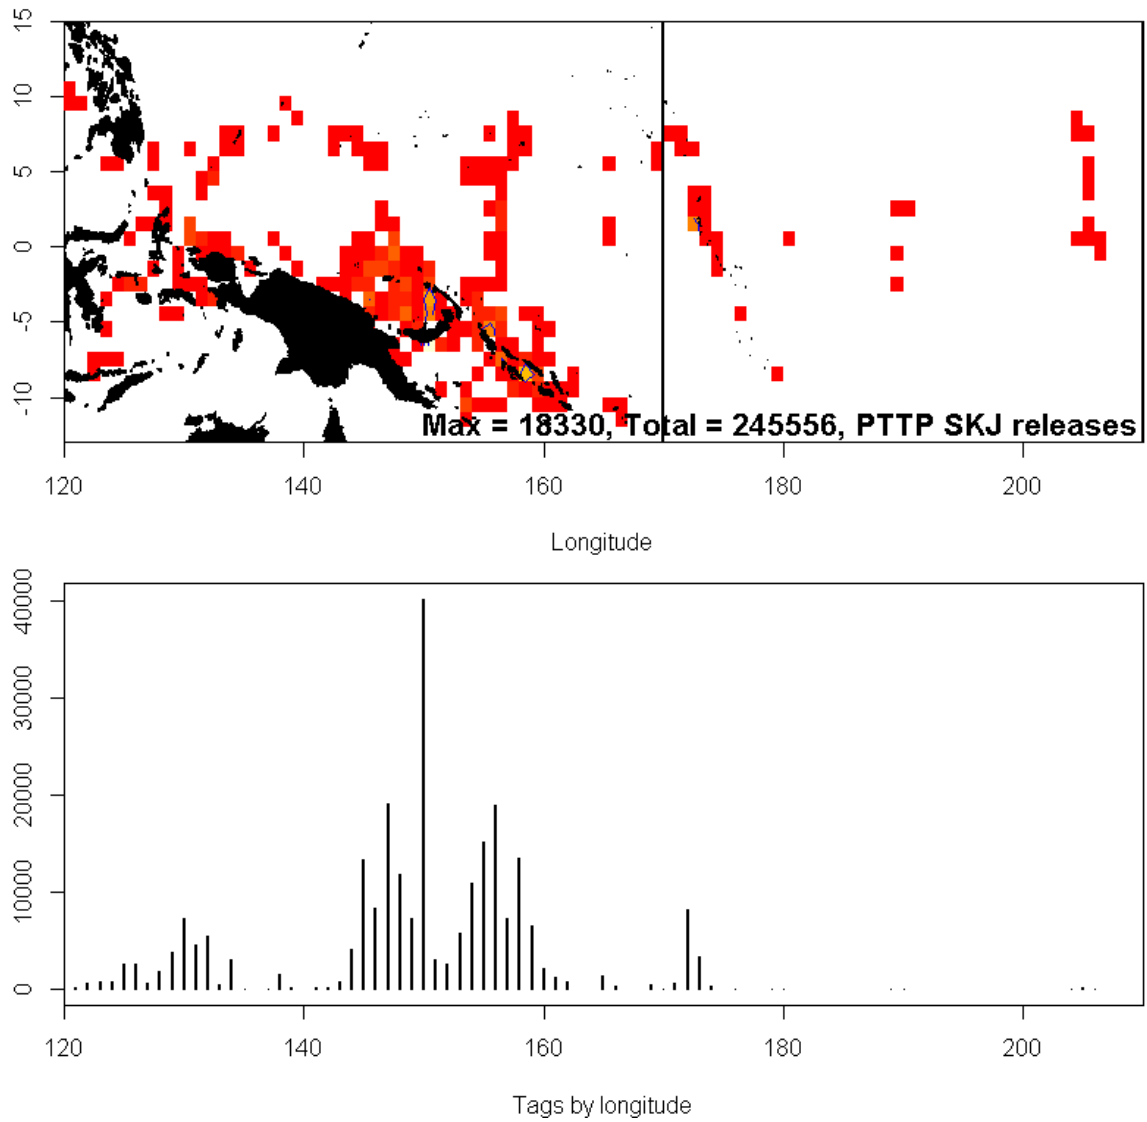 15
10
5
0
-5
-10
Max = 18330, Total = 245556, PTTP SKJ releases
120 140 160 180 200
Longitude
40000
30000
20000
10000
0
120 140 160 180 200
Tags by longitude